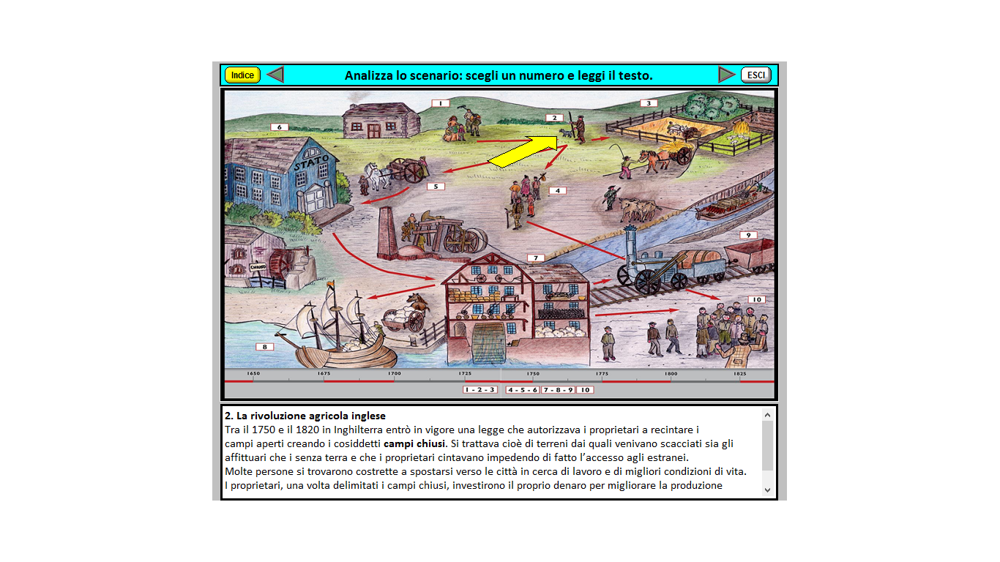 Indice
Analizza lo scenario: scegli un numero e leggi il testo.
ESCI
1
2
3
6
STATO
5
4
9
7
CHIUSO
10
8
1650 1675 1700 1725 1750 1775 1800 1825
1 - 2 - 3 4 - 5 - 6 7 - 8 - 9 10
2. La rivoluzione agricola inglese
Tra il 1750 e il 1820 in Inghilterra entrò in vigore una legge che autorizzava i proprietari a recintare i
campi aperti creando i cosiddetti campi chiusi. Si trattava cioè di terreni dai quali venivano scacciati sia gli
affittuari che i senza terra e che i proprietari cintavano impedendo di fatto l’accesso agli estranei.
Molte persone si trovarono costrette a spostarsi verso le città in cerca di lavoro e di migliori condizioni di vita.
I proprietari, una volta delimitati i campi chiusi, investirono il proprio denaro per migliorare la produzione